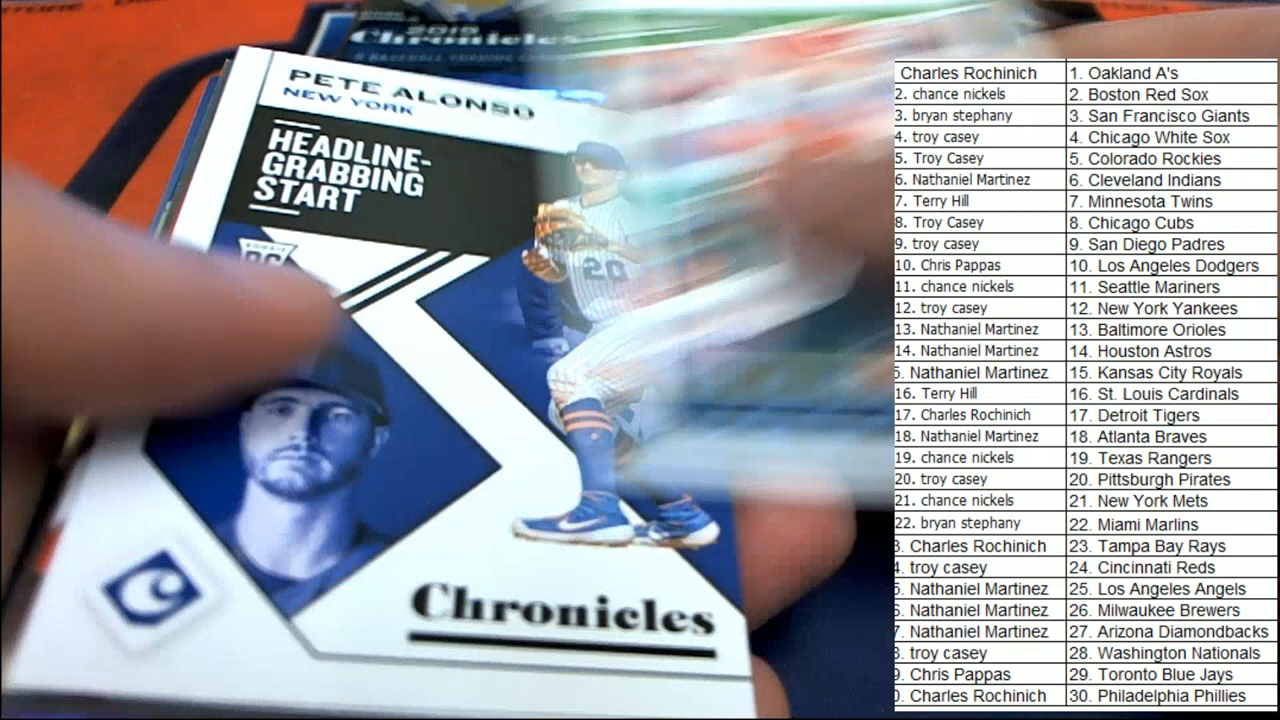 2019
Chronicles
PETE ALONSO
NEW YORK
HEADLINE-
GRABBING
START
20
Chronicles
Charles Rochinich 1. Oakland A's
2. chance nickels 2. Boston Red Sox
3. bryan stephany 3. San Francisco Giants
4. troy casey 4. Chicago White Sox
5. Troy Casey 5. Colorado Rockies
6. Nathaniel Martinez 6. Cleveland Indians
7. Terry Hill 7. Minnesota Twins
8. Troy Casey 8. Chicago Cubs
9. troy casey 9. San Diego Padres
10. Chris Pappas 10. Los Angeles Dodgers
11. chance nickels 11. Seattle Mariners
12. troy casey 12. New York Yankees
13. Nathaniel Martinez 13. Baltimore Orioles
14. Nathaniel Martinez 14. Houston Astros
5. Nathaniel Martinez 15. Kansas City Royals
16. Terry Hill 16. St. Louis Cardinals
17. Charles Rochinich 17. Detroit Tigers
18. Nathaniel Martinez 18. Atlanta Braves
19. chance nickels 19. Texas Rangers
20. troy casey 20. Pittsburgh Pirates
21. chance nickels 21. New York Mets
22. bryan stephany 22. Miami Marlins
3. Charles Rochinich 23. Tampa Bay Rays
4. troy casey 24. Cincinnati Reds
5. Nathaniel Martinez 25. Los Angeles Angels
6. Nathaniel Martinez 26. Milwaukee Brewers
7. Nathaniel Martinez 27. Arizona Diamondbacks
3. troy casey 28. Washington Nationals
9. Chris Pappas 29. Toronto Blue Jays
0. Charles Rochinich 30. Philadelphia Phillies